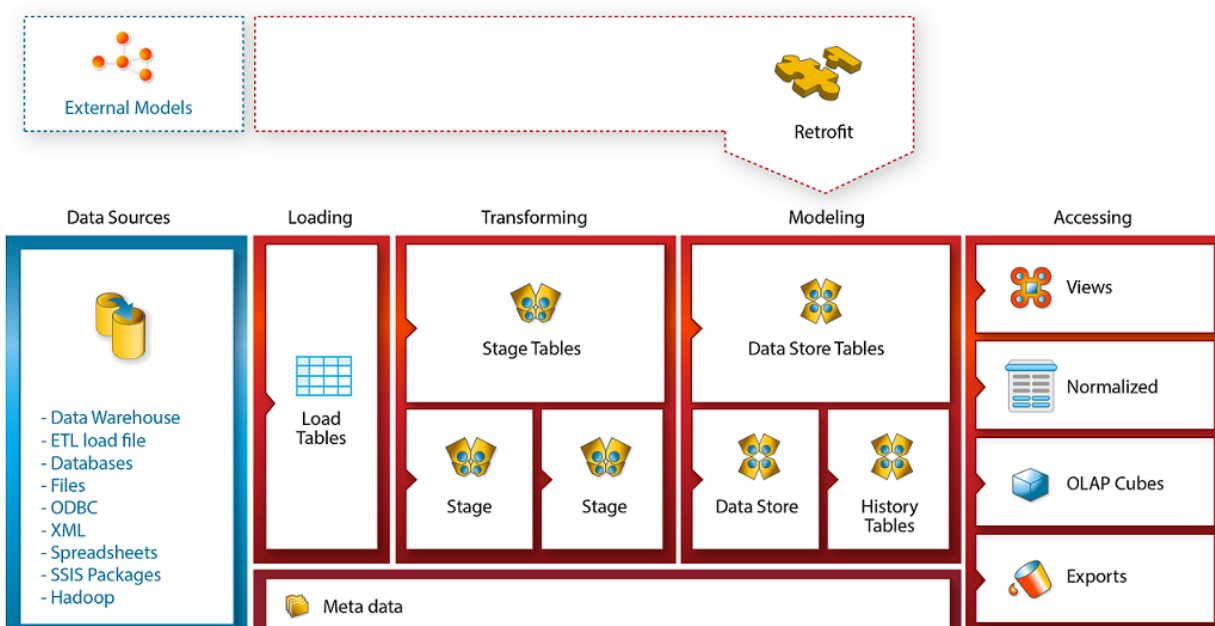 External Models
Retrofit
Data Sources
Loading
Transforming
Modeling
Accessing
- Data Warehouse
- ETL load file
- Databases
- Files
- ODBC
- XML
- Spreadsheets
- SSIS Packages
- Hadoop
Load
Tables
Stage Tables
Stage
Stage
Data Store Tables
Data Store
History
Tables
Views
Normalized
OLAP Cubes
Exports
Meta data